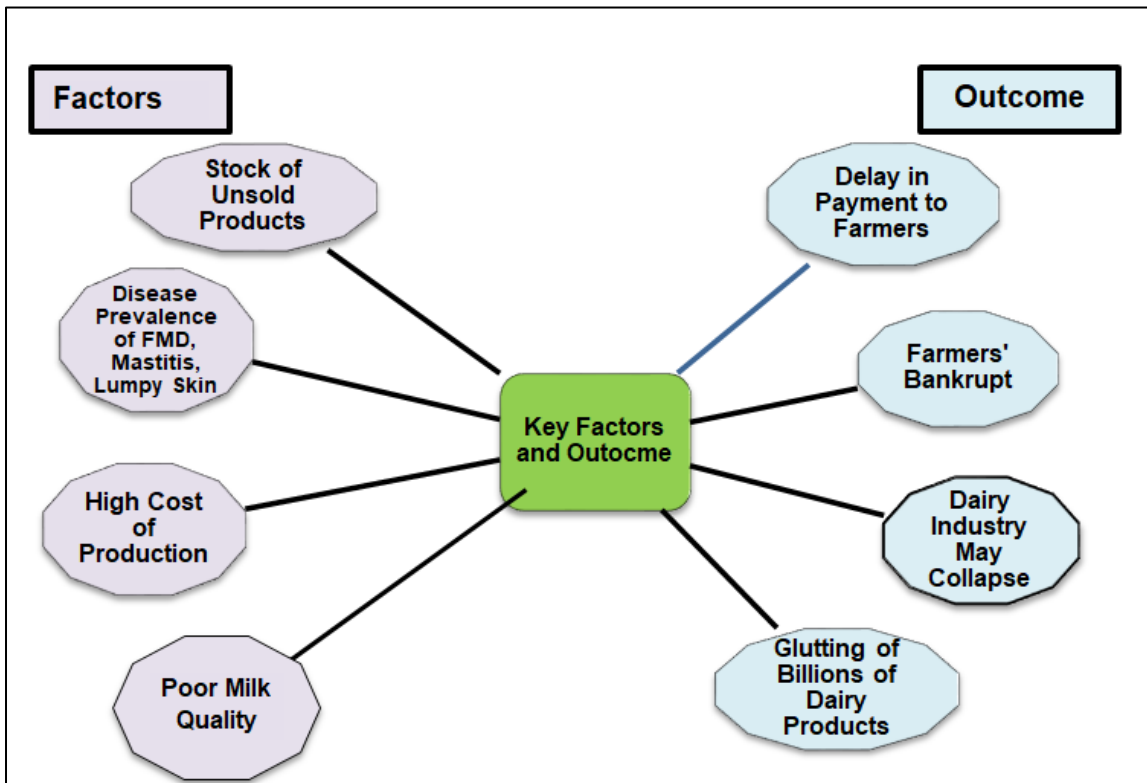 Factors
Outcome
Stock of
Unsold
Products
Delay in
Payment to
Farmers
Disease
Prevalence
of FMD,
Mastitis,
Lumpy Skin
Farmers'
Bankrupt
Key Factors
and Outocme
High Cost
of
Production
Dairy
Industry
May
Collapse
Poor Milk
Quality
Glutting of
Billions of
Dairy
Products